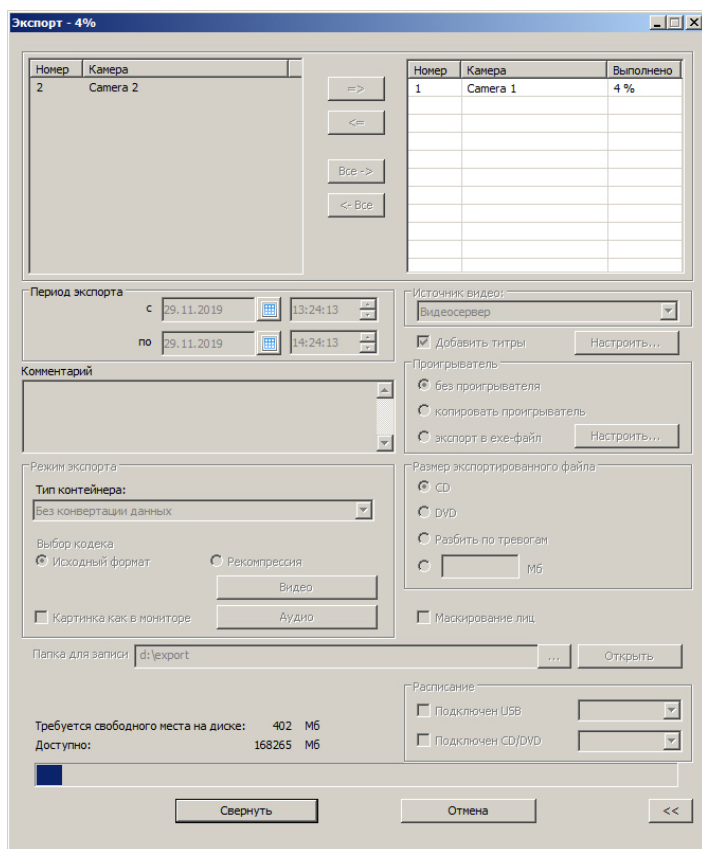 Экспорт - 4%
Номер Камера
2 Camera 2
=>
<=
Все ->
<- Все
Номер Камера Выполнено
1 Camera 1 4 %
Период экспорта
с 29.11.2019 13:24:13
по 29.11.2019 14:24:13
Источник видео:
Видеосервер
Добавить титры Настроить...
Комментарий
Проигрыватель
без проигрывателя
копировать проигрыватель
экспорт в exe-файл Настроить...
Режим экспорта
Тип контейнера:
Без конвертации данных
Выбор кодека
Исходный формат Рекомпрессия
Видео
Картинка как в мониторе Аудио
Размер экспортированного файла
CD
DVD
Разбить по тревогам
Мб
Маскирование лиц
Папка для записи d:\export ... Открыть
Расписание
Подключен USB
Подключен CD/DVD
Требуется свободного места на диске: 402 Мб
Доступно: 168265 Мб
Свернуть Отмена <<